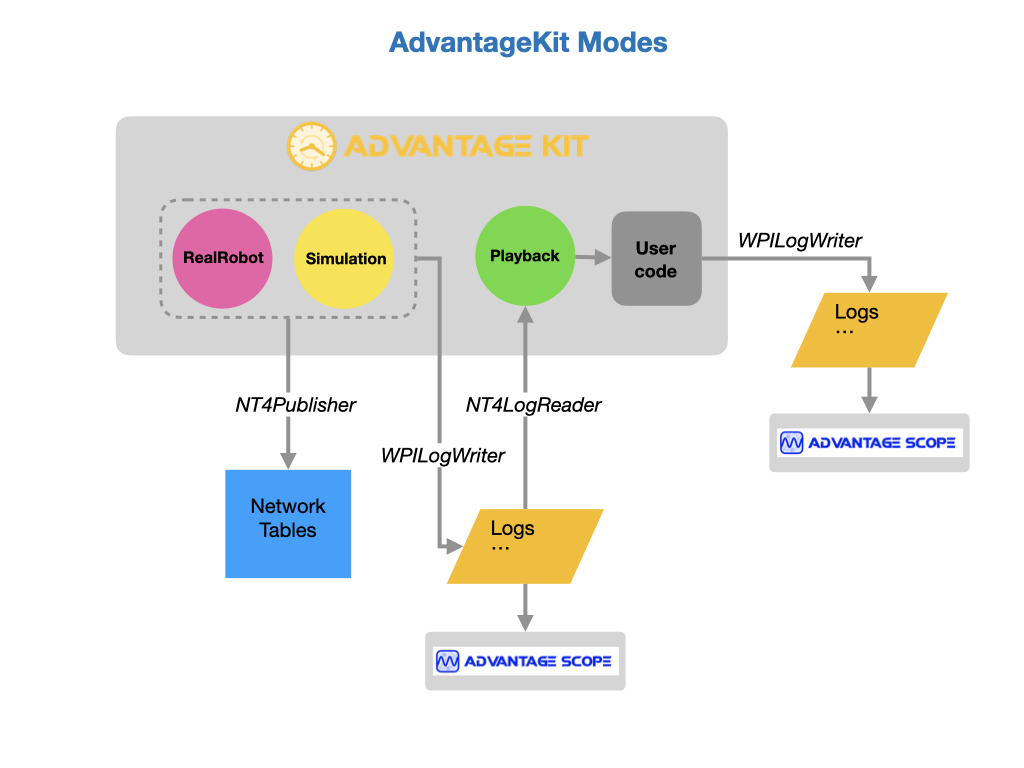 AdvantageKit Modes
ADVANTAGE KIT
RealRobot
Simulation
Playback
User
code
WPILogWriter
Logs
...
ADVANTAGE SCOPE
NT4Publisher
NT4LogReader
WPILogWriter
Network
Tables
Logs
...
ADVANTAGE SCOPE